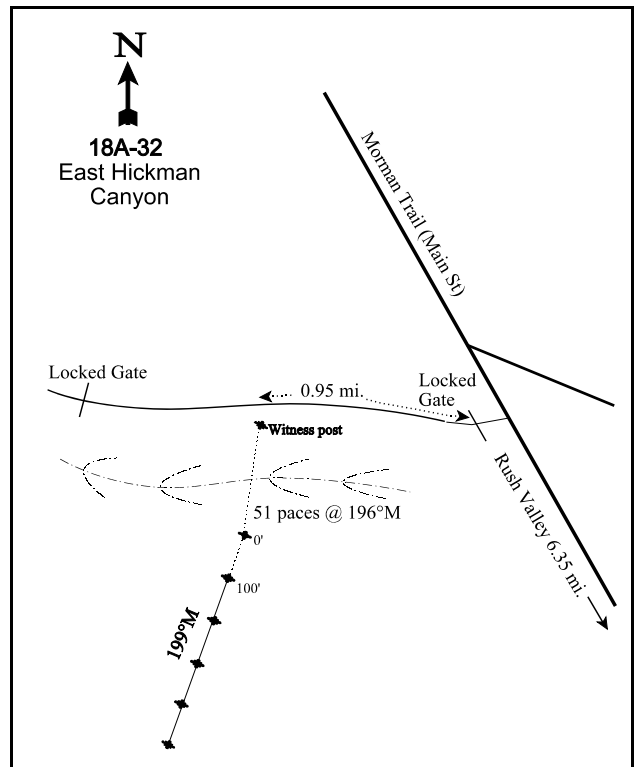 N
18A-32
East Hickman
Canyon
Morman Trail (Main St)
Locked Gate
0.95 mi.
Locked
Gate
Witness post
51 paces @ 196°M
Rush Valley 6.35 mi.
0'
100'
199°M